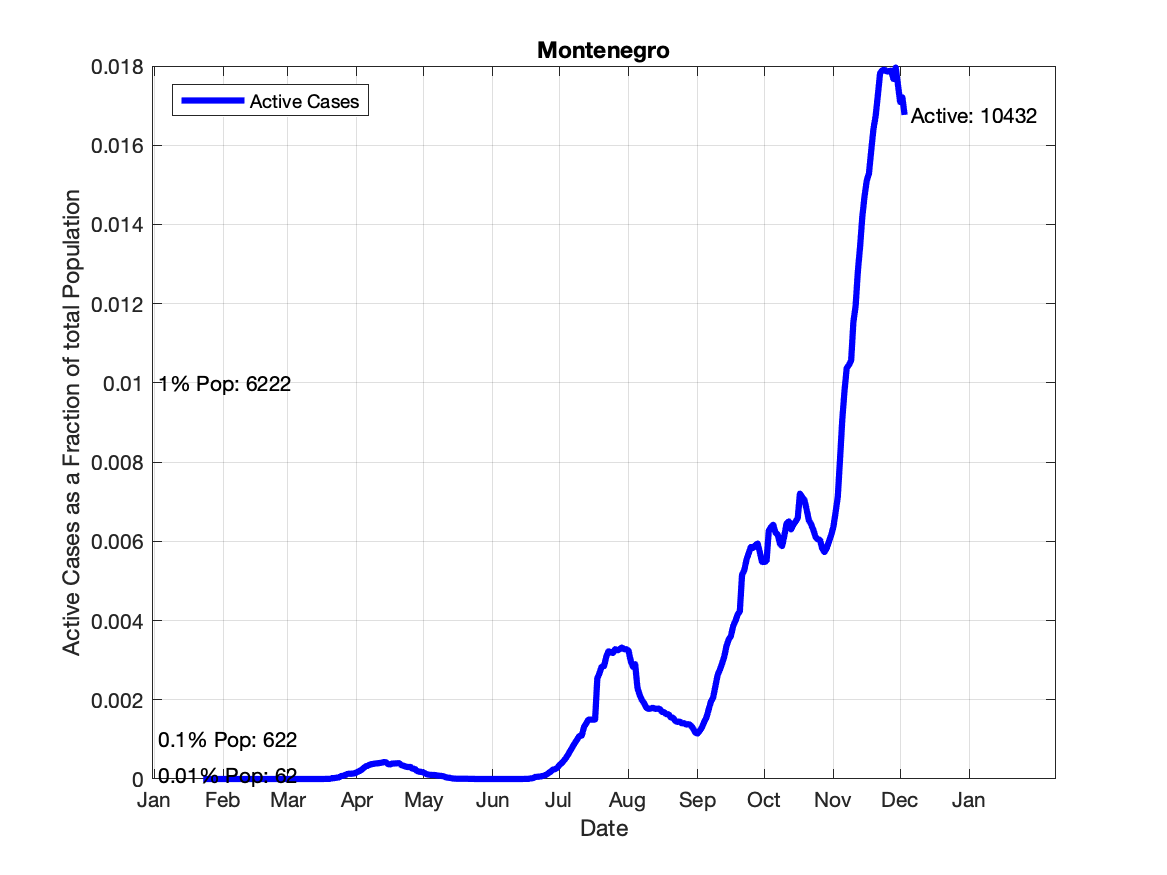 Montenegro
Active Cases
0.018
0.016
0.014
0.012
0.01
0.008
0.006
0.004
0.002
0
Active Cases as a Fraction of total Population
Active: 10432
1% Pop: 6222
0.1% Pop: 622
0.01% Pop: 62
Jan Feb Mar Apr May Jun Jul Aug Sep Oct Nov Dec Jan
Date